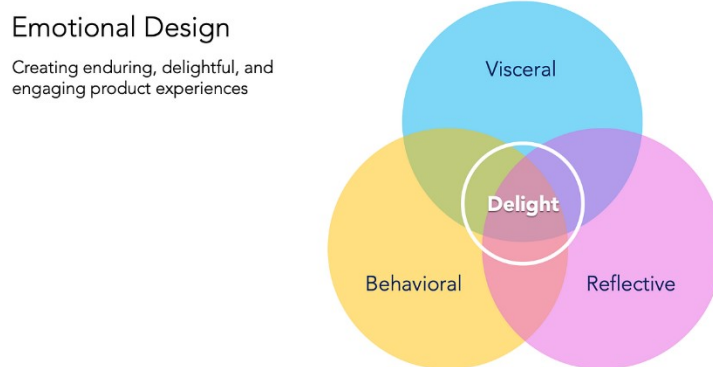 Emotional Design
Creating enduring, delightful, and
engaging product experiences
Visceral
Delight
Behavioral
Reflective